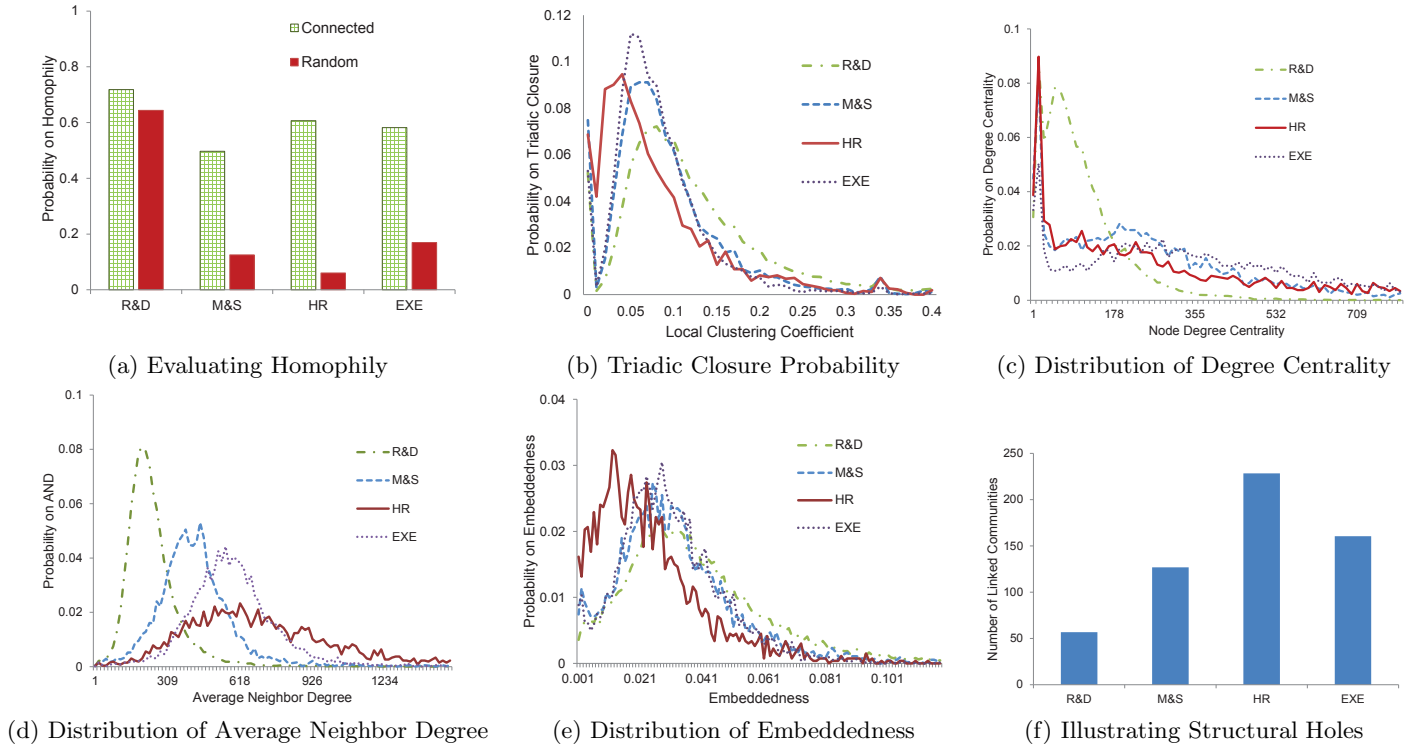 1
0.8
0.6
0.4
0.2
0
Probability on Homophily
Connected
Random
R&D M&S HR EXE
(a) Evaluating Homophily
0.12
0.1
0.08
0.06
0.04
0.02
0
Probability on Triadic Closure
R&D
M&S
HR
EXE
0 0.05 0.1 0.15 0.2 0.25 0.3 0.35 0.4
Local Clustering Coefficient
(b) Triadic Closure Probability
0.1
0.08
0.06
0.04
0.02
0
Probability on Degree Centrality
R&D
M&S
HR
EXE
1 178 355 532 709
Node Degree Centrality
(c) Distribution of Degree Centrality
0.1
0.08
0.06
0.04
0.02
0
Probability on AND
R&D
M&S
HR
EXE
1 309 618 926 1234
Average Neighbor Degree
(d) Distribution of Average Neighbor Degree
0.04
0.03
0.02
0.01
0
Probability on Embeddedness
R&D
M&S
HR
EXE
0.001 0.021 0.041 0.061 0.081 0.101
Embeddedness
(e) Distribution of Embeddedness
250
200
150
100
50
0
Number of Linked Communities
R&D M&S HR EXE
(f) Illustrating Structural Holes